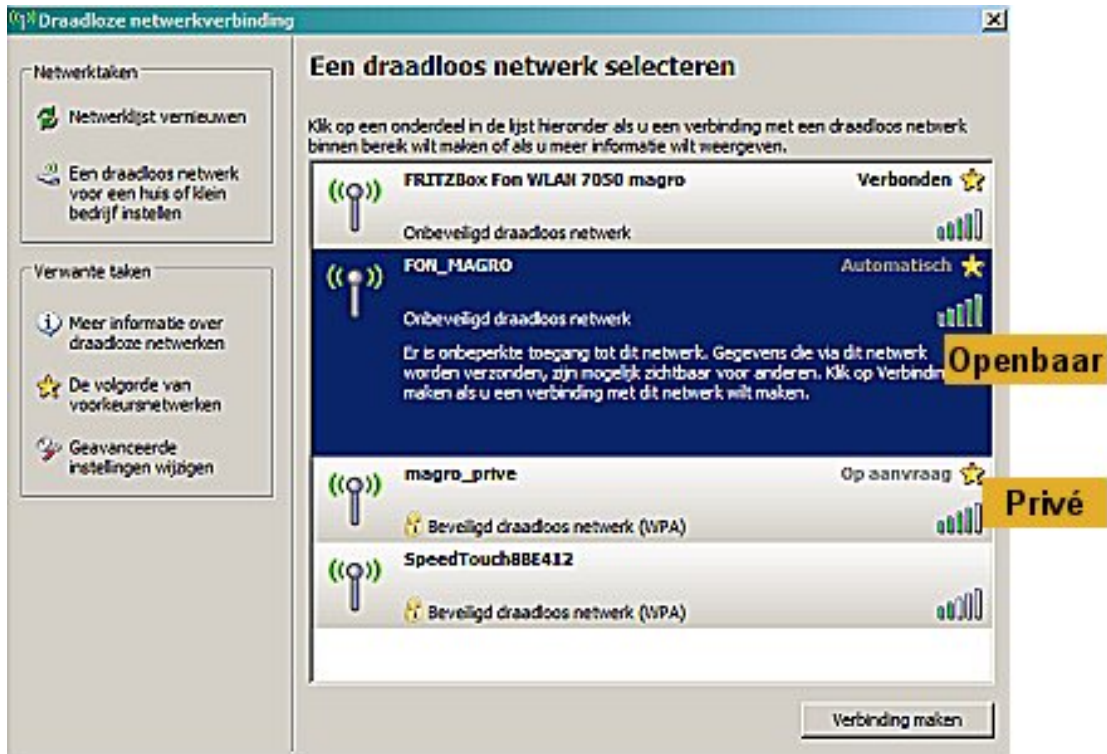 Draadloze netwerkverbinding
Netwerktaken
Netwerklijst vernieuwen
Een draadloos netwerk
voor een huis of klein
bedrijf instellen
Verwante taken
Meer informatie over
draadloze netwerken
De volgorde van
voorkeursnetwerken
Geavanceerde
instellingen wijzigen
Een draadloos netwerk selecteren
Klik op een onderdeel in de lijst hieronder als u een verbinding met een draadloos netwerk
binnen bereik wilt maken of als u meer informatie wilt weergeven.
FRITZBox Fon WLAN 7050 magro Verbonden
Onbeveiligd draadloos netwerk
FON_MAGRO Automatisch
Onbeveiligd draadloos netwerk
Er is onbeperkte toegang tot dit netwerk. Gegevens die via dit netwerk
worden verzonden, zijn mogelijk zichtbaar voor anderen. Klik op Verbindin
maken als u een verbinding met dit netwerk wilt maken.
Openbaar
magro_prive Op aanvraag
Beveiligd draadloos netwerk (WPA)
Privé
SpeedTouch8BE412
Beveiligd draadloos netwerk (WPA)
Verbinding maken